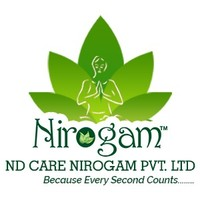 Nirogam™
ND CARE NIROGAM PVT. LTD
Because Every Second Counts.........